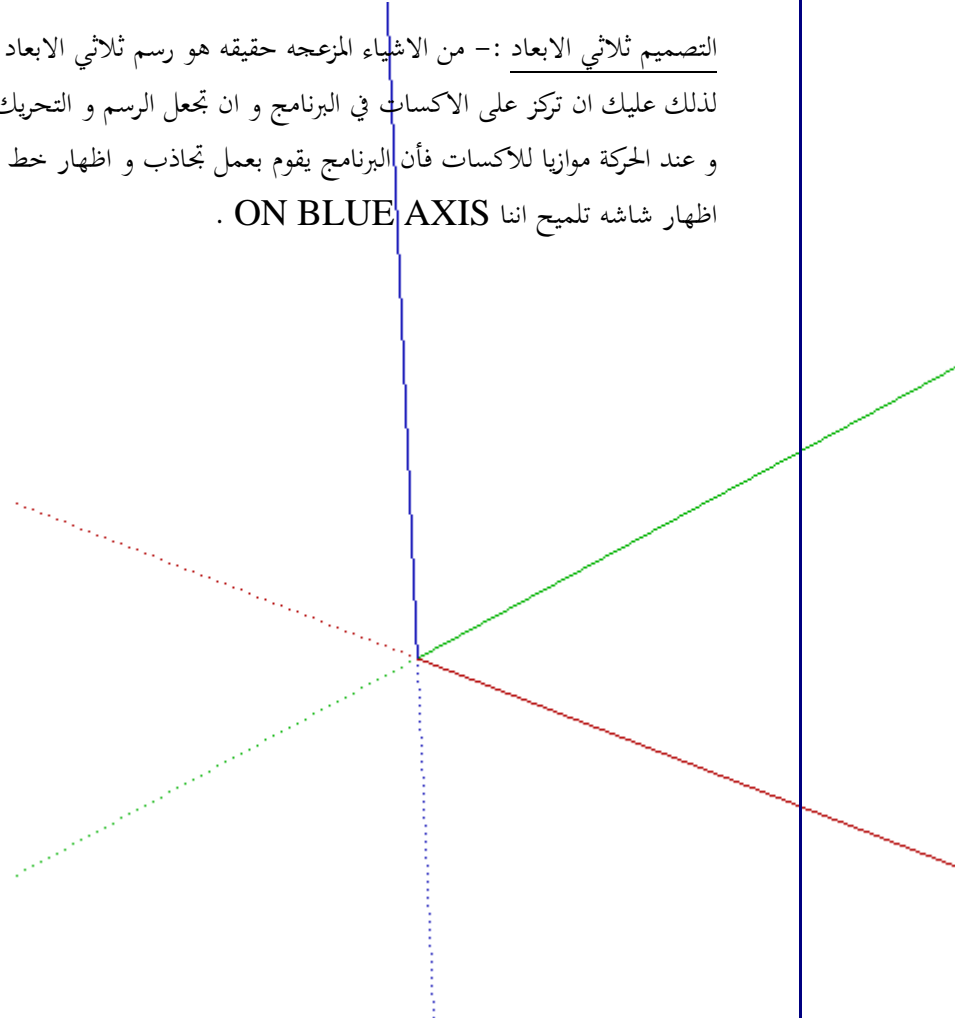 التصميم ثلاثي الابعاد :- من الاشياء المزعجه حقيقه هو رسم ثلاثي الابعاد
لذلك عليك ان تركز على الاكسات في البرنامج و ان تجعل الرسم و التحريك
و عند الحركة موازيا للاكسات فأن البرنامج يقوم بعمل تجاذب و اظهار خط
اظهار شاشه تلميح اننا ON BLUE AXIS .